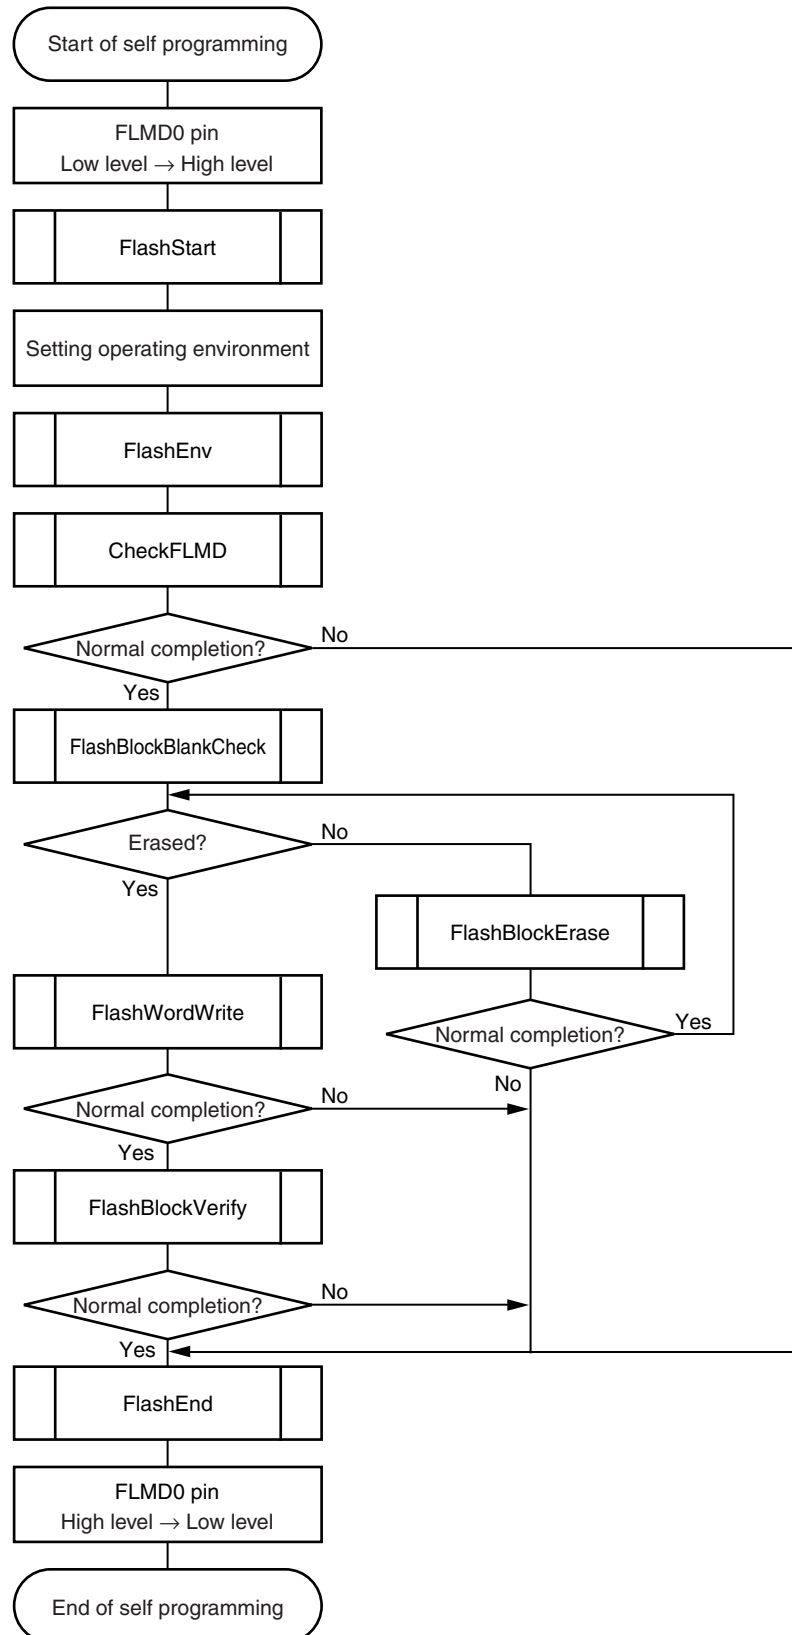 Start of self programming
FLMD0 pin
Low level → High level
FlashStart
Setting operating environment
FlashEnv
CheckFLMD
Normal completion?
No
Yes
FlashBlockBlankCheck
Erased?
No
Yes
FlashBlockErase
FlashWordWrite
Normal completion?
Yes
No
Normal completion?
No
Yes
FlashBlockVerify
Normal completion?
No
Yes
FlashEnd
FLMD0 pin
High level → Low level
End of self programming